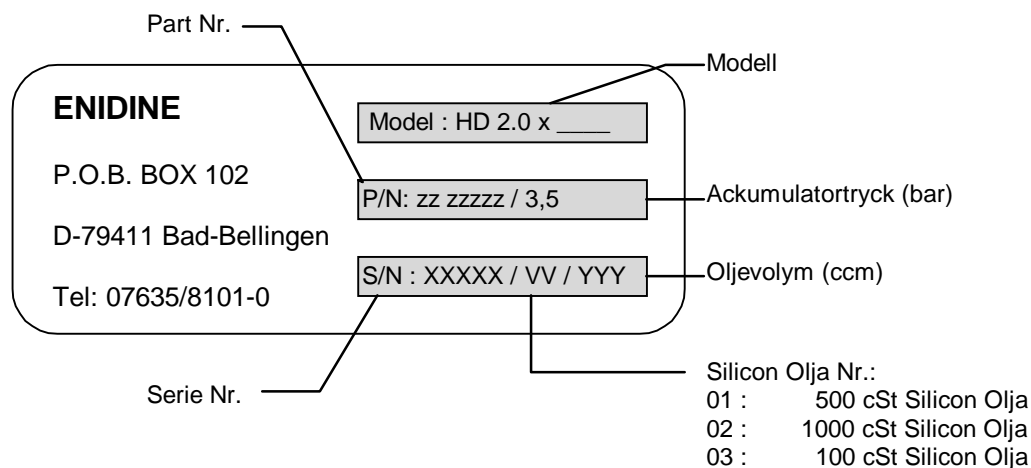 Part Nr.
Modell
ENIDINE
Model : HD 2.0 x ____
P.O.B. BOX 102
P/N: zz zzzzz / 3,5
Ackumulatortryck (bar)
D-79411 Bad-Bellingen
S/N : XXXXX / VV / YYY
Oljevolym (ccm)
Tel: 07635/8101-0
Serie Nr.
Silicon Olja Nr.:
01 : 500 cSt Silicon Olja
02 : 1000 cSt Silicon Olja
03 : 100 cSt Silicon Olja